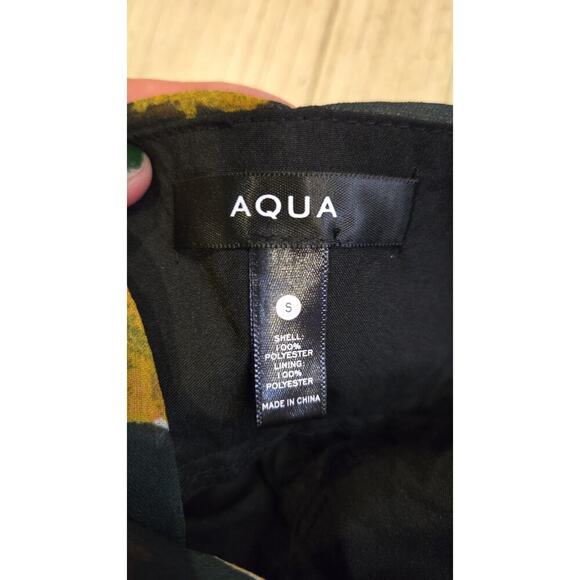 AQUA
S
SHELL:
100%
POLYESTER
LINING:
100%
POLYESTER
MADE IN CHINA